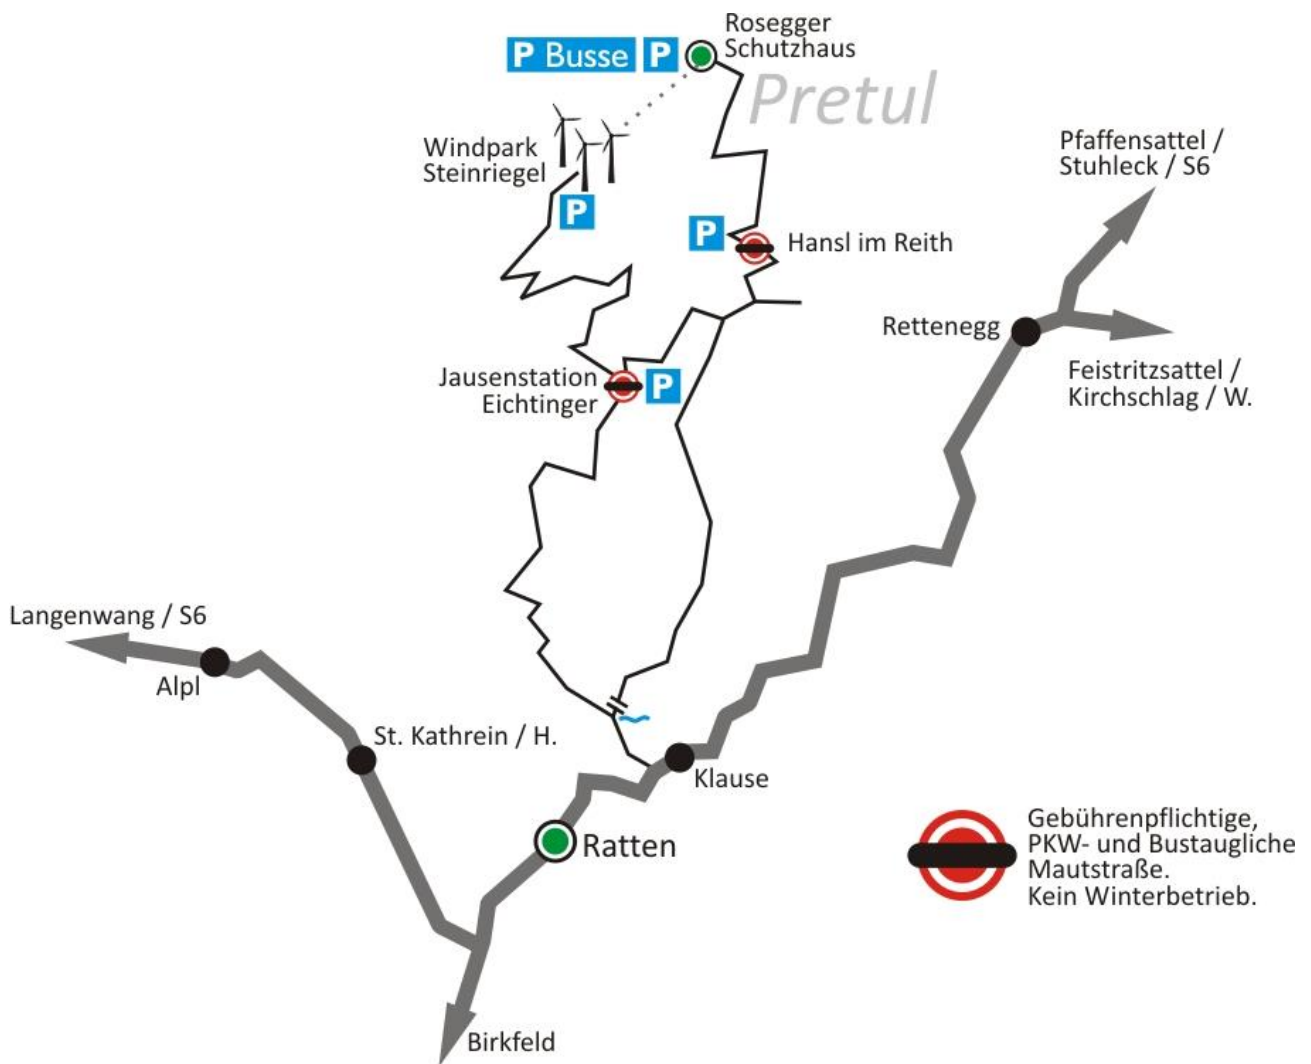 Rosegger
Schutzhaus
P Busse P
Pretul
Windpark
Steinriegel
Pfaffensattel /
Stuhleck / S6
P
P
Hansl im Reith
Rettenegg
Jausenstation
Eichtinger
P
Feistritzsattel /
Kirchschlag / W.
Langenwang / S6
Alpl
St. Kathrein / H.
Klause
Ratten
Gebührenpflichtige,
PKW- und Bustaugliche
Mautstraße.
Kein Winterbetrieb.
Birkfeld